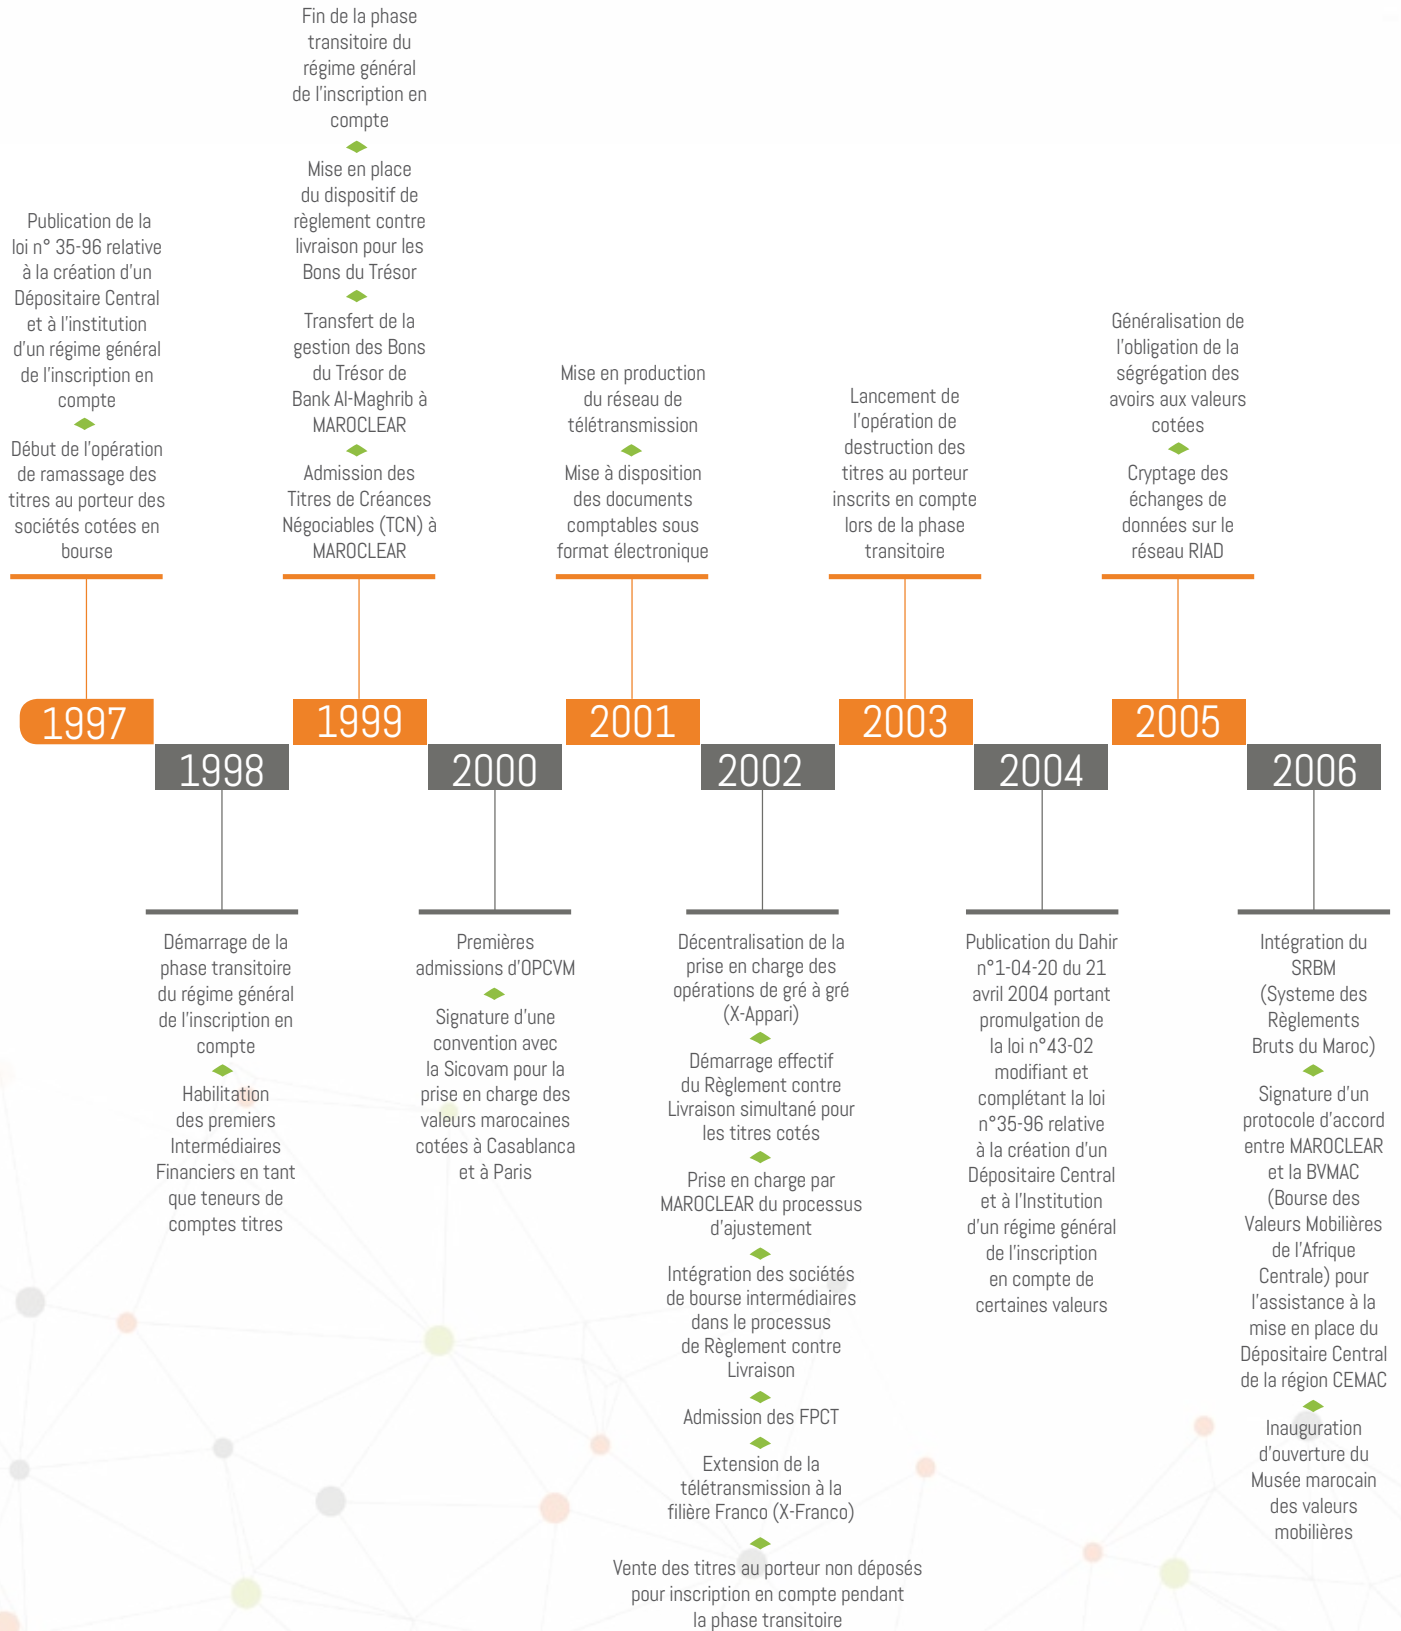 Publication de la
loi n° 35-96 relative
à la création d'un
Dépositaire Central
et à l'institution
d'un régime général
de l'inscription en
compte
Début de l'opération
de ramassage des
titres au porteur des
sociétés cotées en
bourse
1997
1998
Démarrage de la
phase transitoire
du régime général
de l'inscription en
compte
Habilitation
des premiers
Intermédiaires
Financiers en tant
que teneurs de
comptes titres
Fin de la phase
transitoire du
régime général
de l'inscription en
compte
Mise en place
du dispositif de
règlement contre
livraison pour les
Bons du Trésor
Transfert de la
gestion des Bons
du Trésor de
Bank Al-Maghrib à
MAROCLEAR
Admission des
Titres de Créances
Négociables (TCN) à
MAROCLEAR
1999
2000
Premières
admissions d'OPCVM
Signature d'une
convention avec
la Sicovam pour la
prise en charge des
valeurs marocaines
cotées à Casablanca
et à Paris
Mise en production
du réseau de
télétransmission
Mise à disposition
des documents
comptables sous
format électronique
2001
2002
Décentralisation de la
prise en charge des
opérations de gré à gré
(X-Appari)
Démarrage effectif
du Règlement contre
Livraison simultané pour
les titres cotés
Prise en charge par
MAROCLEAR du processus
d'ajustement
Intégration des sociétés
de bourse intermédiaires
dans le processus
de Règlement contre
Livraison
Admission des FPCT
Extension de la
télétransmission à la
filière Franco (X-Franco)
Vente des titres au porteur non déposés
pour inscription en compte pendant
la phase transitoire
Lancement de
l'opération de
destruction des
titres au porteur
inscrits en compte
lors de la phase
transitoire
2003
2004
Publication du Dahir
n°1-04-20 du 21
avril 2004 portant
promulgation de
la loi n°43-02
modifiant et
complétant la loi
n°35-96 relative
à la création d'un
Dépositaire Central
et à l'Institution
d'un régime général
de l'inscription
en compte de
certaines valeurs
Généralisation de
l'obligation de la
ségrégation des
avoirs aux valeurs
cotées
Cryptage des
échanges de
données sur le
réseau RIAD
2005
2006
Intégration du
SRBM
(Systeme des
Règlements
Bruts du Maroc)
Signature d'un
protocole d'accord
entre MAROCLEAR
et la BVMAC
(Bourse des
Valeurs Mobilières
de l'Afrique
Centrale) pour
l'assistance à la
mise en place du
Dépositaire Central
de la région CEMAC
Inauguration
d'ouverture du
Musée marocain
des valeurs
mobilières